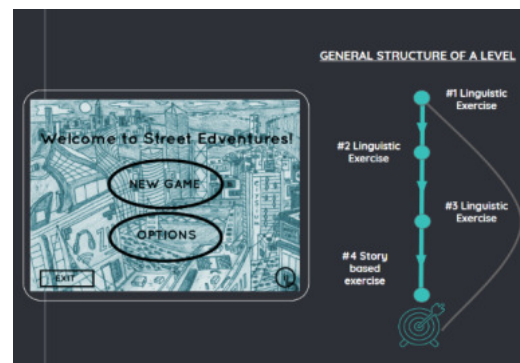 GENERAL STRUCTURE OF A LEVEL
Welcome to Street Edventures!
NEW GAME
OPTIONS
EXIT
#1 Linguistic
Exercise
#2 Linguistic
Exercise
#3 Linguistic
Exercise
#4 Story
based
exercise